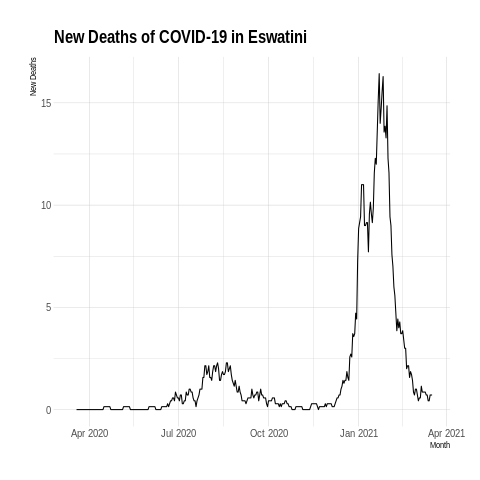 New Deaths of COVID-19 in Eswatini
New Deaths
15
10
5
0
Apr 2020 Jul 2020 Oct 2020 Jan 2021 Apr 2021
Month